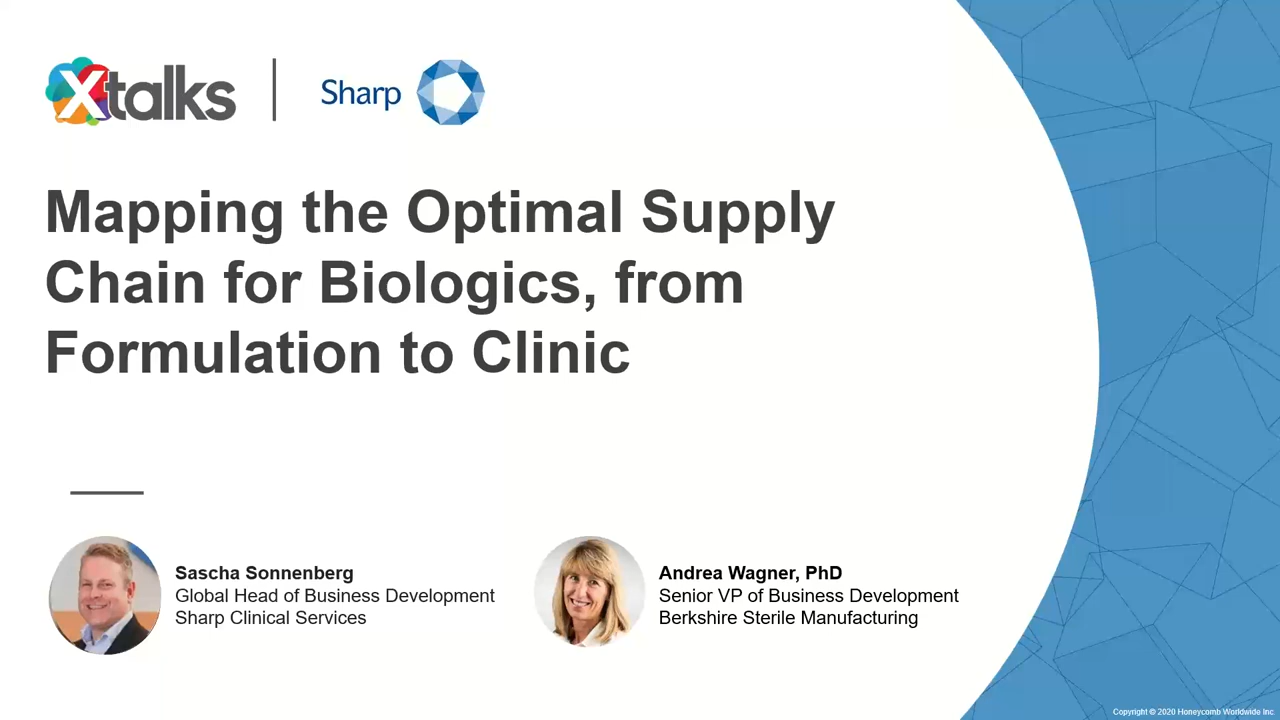 Xtalks
Sharp
Mapping the Optimal Supply
Chain for Biologics, from
Formulation to Clinic
Sascha Sonnenberg
Global Head of Business Development
Sharp Clinical Services
Andrea Wagner, PhD
Senior VP of Business Development
Berkshire Sterile Manufacturing
Copyright © 2020 Honeycomb Worldwide Inc